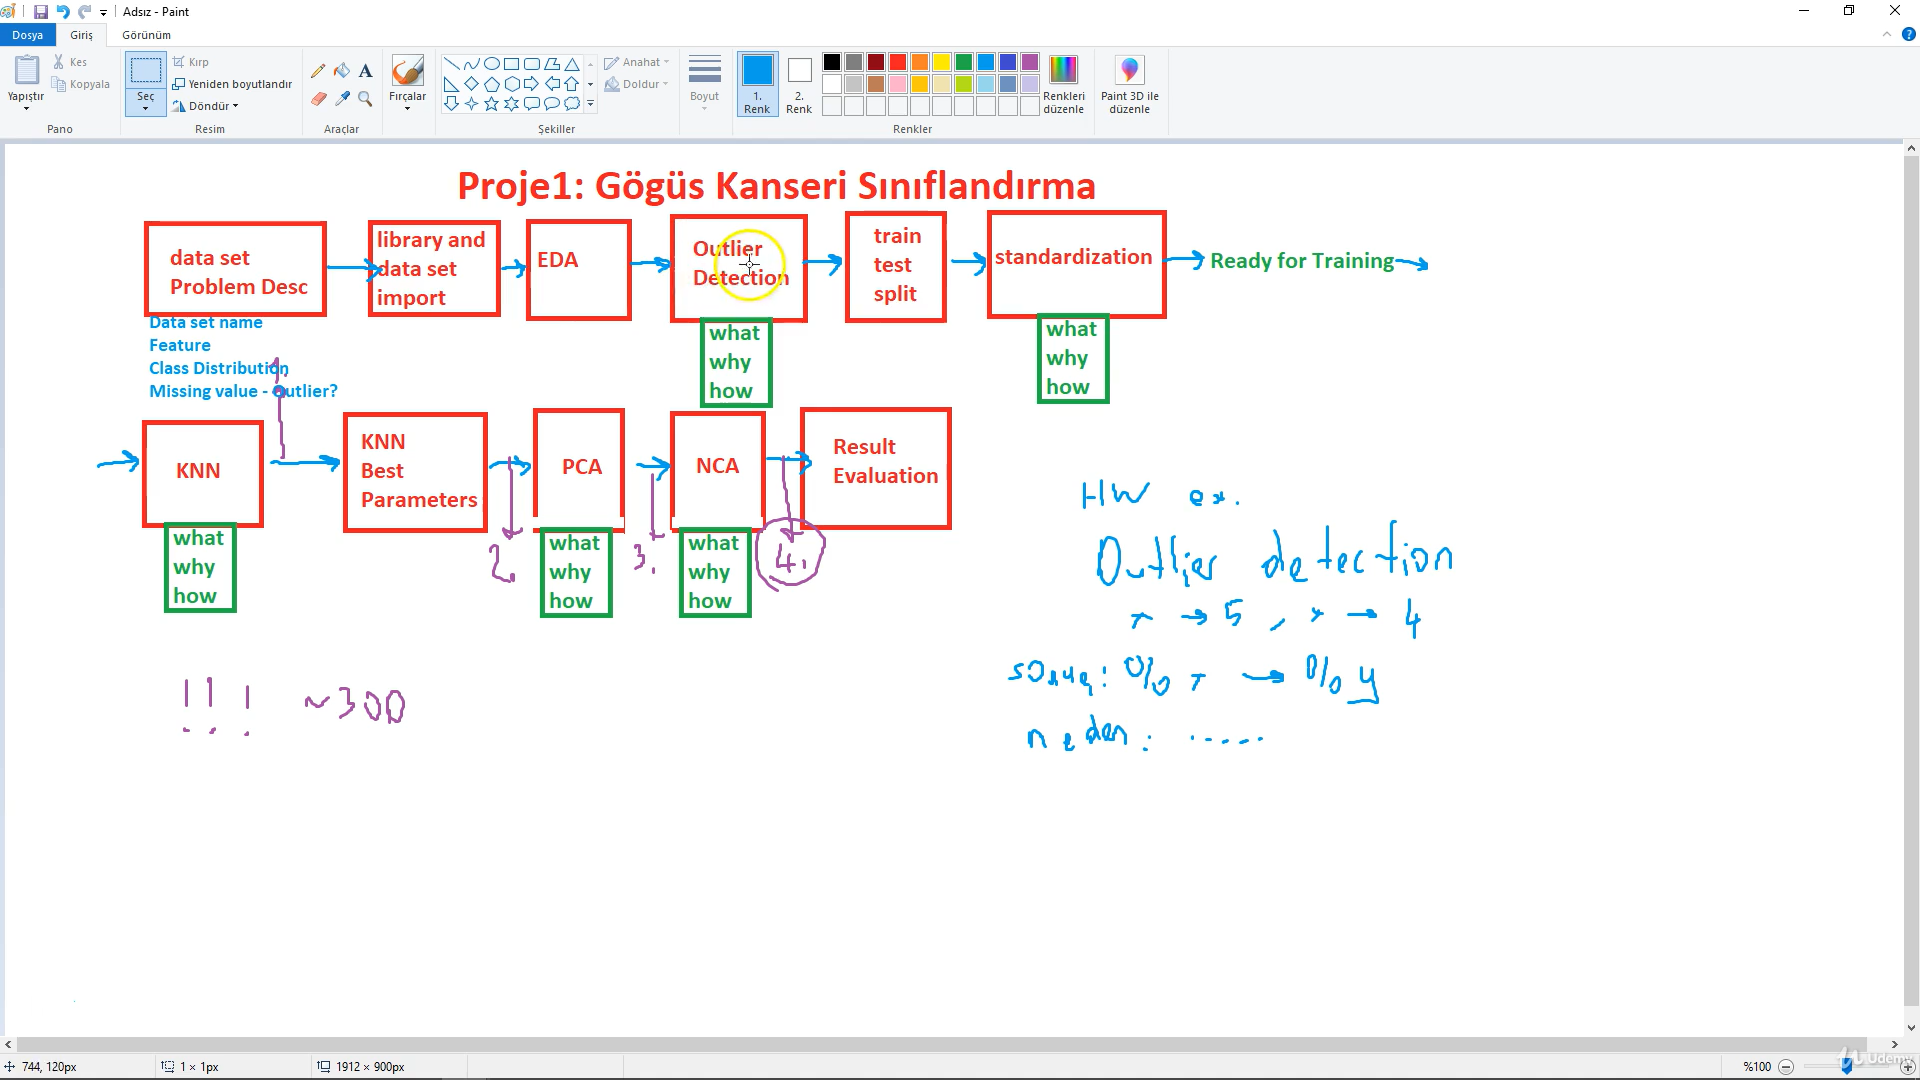 Adsız - Paint
Dosya Giriş Görünüm
Yapıştır
Kes
Kopyala
Pano
Seç
Kırp
Yeniden boyutlandır
Döndür
Resim
Araçlar
Fırçalar
Şekiller
Anahat
Doldur
Boyut
1. Renk
2. Renk
Renkler
Renkleri düzenle
Paint 3D ile düzenle
Proje1: Gögüs Kanseri Sınıflandırma
data set
Problem Desc
library and
data set
import
EDA
Outlier
Detection
train
test
split
standardization
Ready for Training
Data set name
Feature
Class Distribution
Missing value - Outlier?
what
why
how
what
why
how
KNN
KNN
Best
Parameters
PCA
NCA
Result
Evaluation
what
why
how
what
why
how
what
why
how
1.
2.
3.
4.
HW ex.
Outlier detection
x → 5 , x → 4
sonuç: % x → % y
neden: .....
! ! ! ~300
744, 120px
1 × 1px
1912 × 900px
%100
Udemy